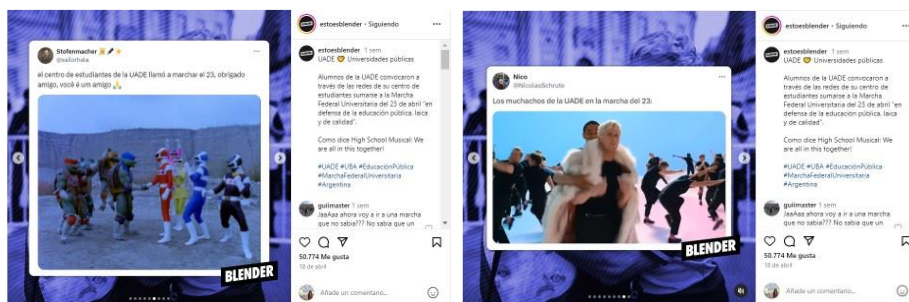 Stofenmacher
@sailorhaia
el centro de estudiantes de la UADE llamó a marchar el 23, obrigado
amigo, você é um amigo
BLENDER
estoesblender • Siguiendo
estoesblender 1 sem
UADE 🤝 Universidades públicas
Alumnos de la UADE convocaron a
través de las redes de su centro de
estudiantes sumarse a la Marcha
Federal Universitaria del 23 de abril "en
defensa de la educación pública, laica
y de calidad".
Como dice High School Musical: We
are all in this together!
#UADE #UBA #EducaciónPública
#MarchaFederalUniversitaria
#Argentina
guiimaster 1 sem
JaaAaa ahora voy a ir a una marcha
que no sabia??? No sabia que un
50.774 Me gusta
18 de abril
Añade un comentario...
Nico
@NicolasSchrute
Los muchachos de la UADE en la marcha del 23:
BLENDER
estoesblender • Siguiendo
estoesblender 1 sem
UADE 🤝 Universidades públicas
Alumnos de la UADE convocaron a
través de las redes de su centro de
estudiantes sumarse a la Marcha
Federal Universitaria del 23 de abril "en
defensa de la educación pública, laica
y de calidad".
Como dice High School Musical: We
are all in this together!
#UADE #UBA #EducaciónPública
#MarchaFederalUniversitaria
#Argentina
guiimaster 1 sem
JaaAaa ahora voy a ir a una marcha
que no sabia??? No sabia que un
50.774 Me gusta
18 de abril
Añade un comentario...